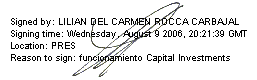 Signed by: LILIAN DEL CARMEN ROCCA CARBAJAL
Signing time: Wednesday, August 9 2006, 20:21:39 GMT
Location: PRES
Reason to sign: funcionamiento Capital Investments